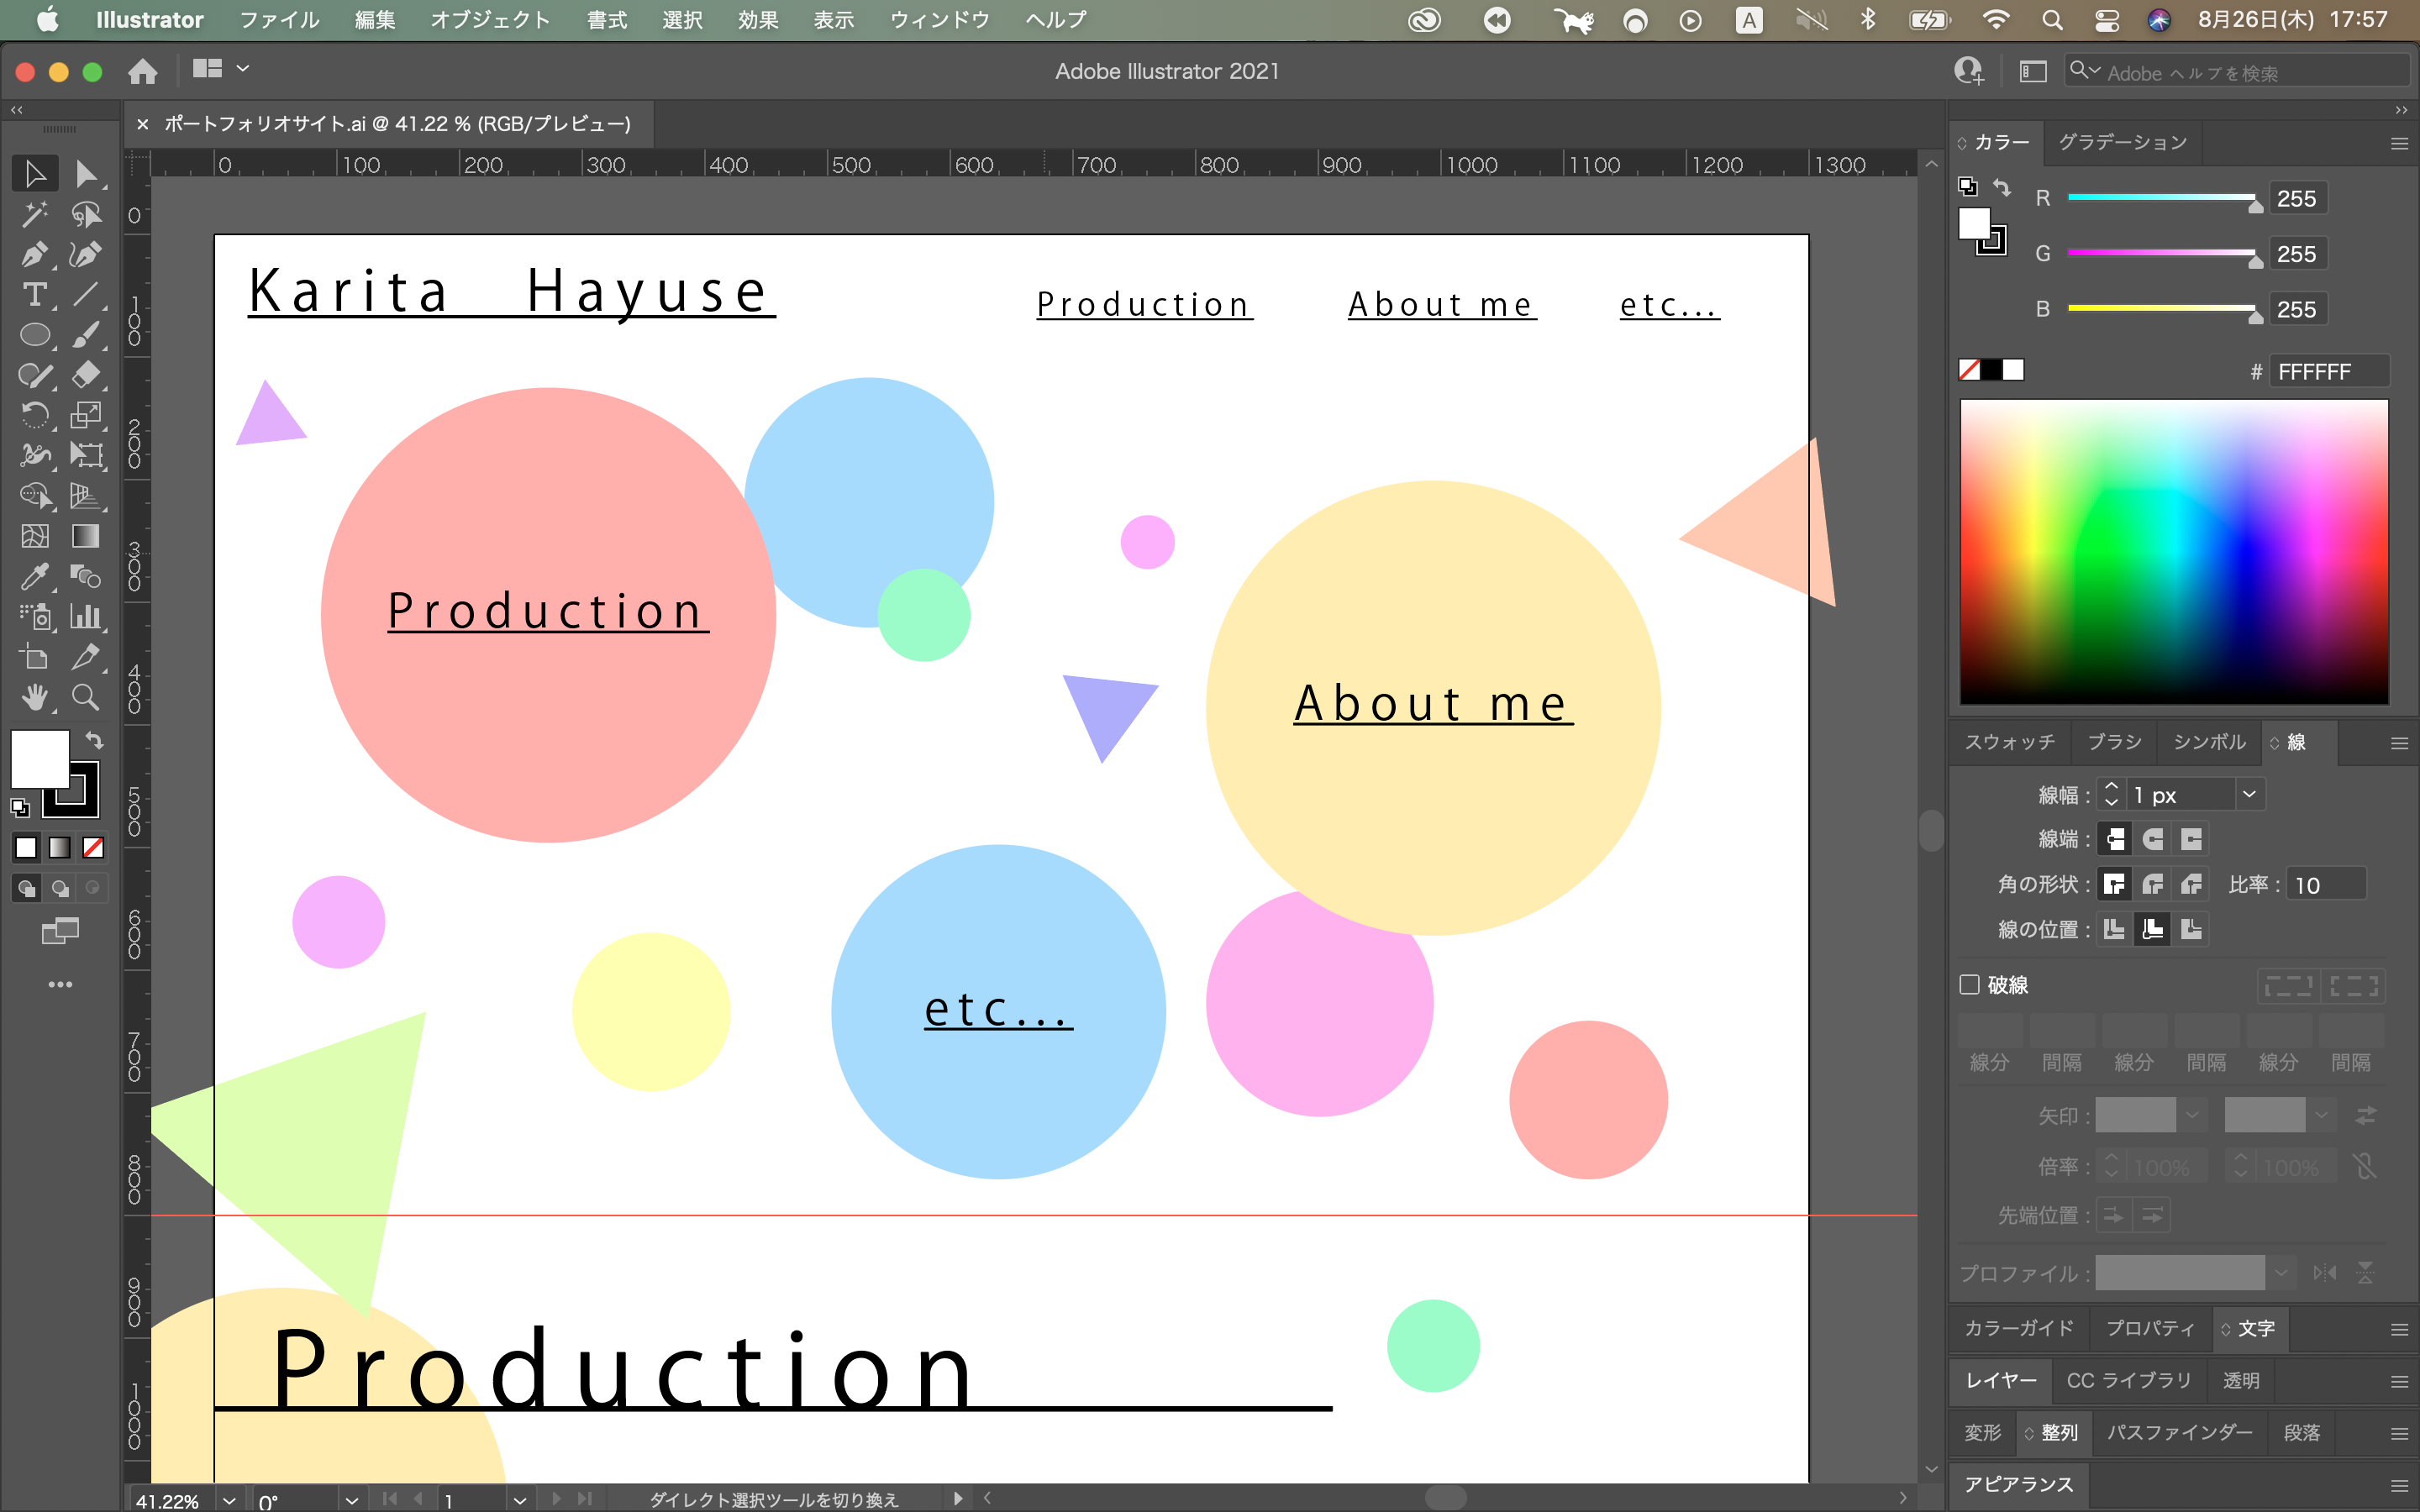 Illustrator ファイル 編集 オブジェクト 書式 選択 効果 表示 ウィンドウ ヘルプ A 8月26日(木) 17:57
Adobe Illustrator 2021
Adobe ヘルプを検索
× ポートフォリオサイト.ai @ 41.22 % (RGB/プレビュー)
0 100 200 300 400 500 600 700 800 900 1000 1100 1200 1300
0
100
200
300
400
500
600
700
800
900
1000
Karita Hayuse
Production About me etc...
Production
About me
etc...
Production
カラー グラデーション
R 255
G 255
B 255
# FFFFFF
スウォッチ ブラシ シンボル 線
線幅 : 1 px
線端 :
角の形状 : 比率 : 10
線の位置 :
破線
線分 間隔 線分 間隔 線分 間隔
矢印 :
倍率 : 100% 100%
先端位置 :
プロファイル :
カラーガイド プロパティ 文字
レイヤー CC ライブラリ 透明
変形 整列 パスファインダー 段落
アピアランス
41.22% 0° 1 ダイレクト選択ツールを切り換え